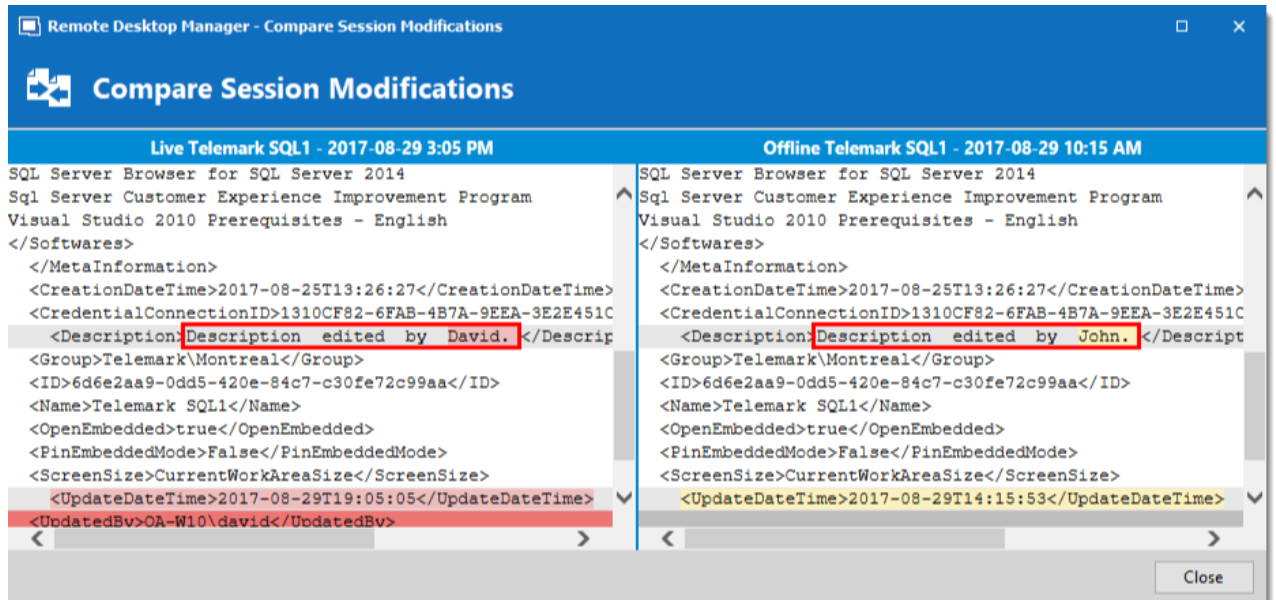 Remote Desktop Manager - Compare Session Modifications
Compare Session Modifications
Live Telemark SQL1 - 2017-08-29 3:05 PM
SQL Server Browser for SQL Server 2014
Sql Server Customer Experience Improvement Program
Visual Studio 2010 Prerequisites - English
</Softwares>
</MetaInformation>
<CreationDateTime>2017-08-25T13:26:27</CreationDateTime>
<CredentialConnectionID>1310CF82-6FAB-4B7A-9EEA-3E2E451C
<Description>Description edited by David. </Descrip
<Group>Telemark\Montreal</Group>
<ID>6d6e2aa9-0dd5-420e-84c7-c30fe72c99aa</ID>
<Name>Telemark SQL1</Name>
<OpenEmbedded>true</OpenEmbedded>
<PinEmbeddedMode>False</PinEmbeddedMode>
<ScreenSize>CurrentWorkAreaSize</ScreenSize>
<UpdateDateTime>2017-08-29T19:05:05</UpdateDateTime>
<UpdatedBy>OA-W10\david</UpdatedBy>
Offline Telemark SQL1 - 2017-08-29 10:15 AM
SQL Server Browser for SQL Server 2014
Sql Server Customer Experience Improvement Program
Visual Studio 2010 Prerequisites - English
</Softwares>
</MetaInformation>
<CreationDateTime>2017-08-25T13:26:27</CreationDateTime>
<CredentialConnectionID>1310CF82-6FAB-4B7A-9EEA-3E2E451C
<Description>Description edited by John. </Descript
<Group>Telemark\Montreal</Group>
<ID>6d6e2aa9-0dd5-420e-84c7-c30fe72c99aa</ID>
<Name>Telemark SQL1</Name>
<OpenEmbedded>true</OpenEmbedded>
<PinEmbeddedMode>False</PinEmbeddedMode>
<ScreenSize>CurrentWorkAreaSize</ScreenSize>
<UpdateDateTime>2017-08-29T14:15:53</UpdateDateTime>
Close